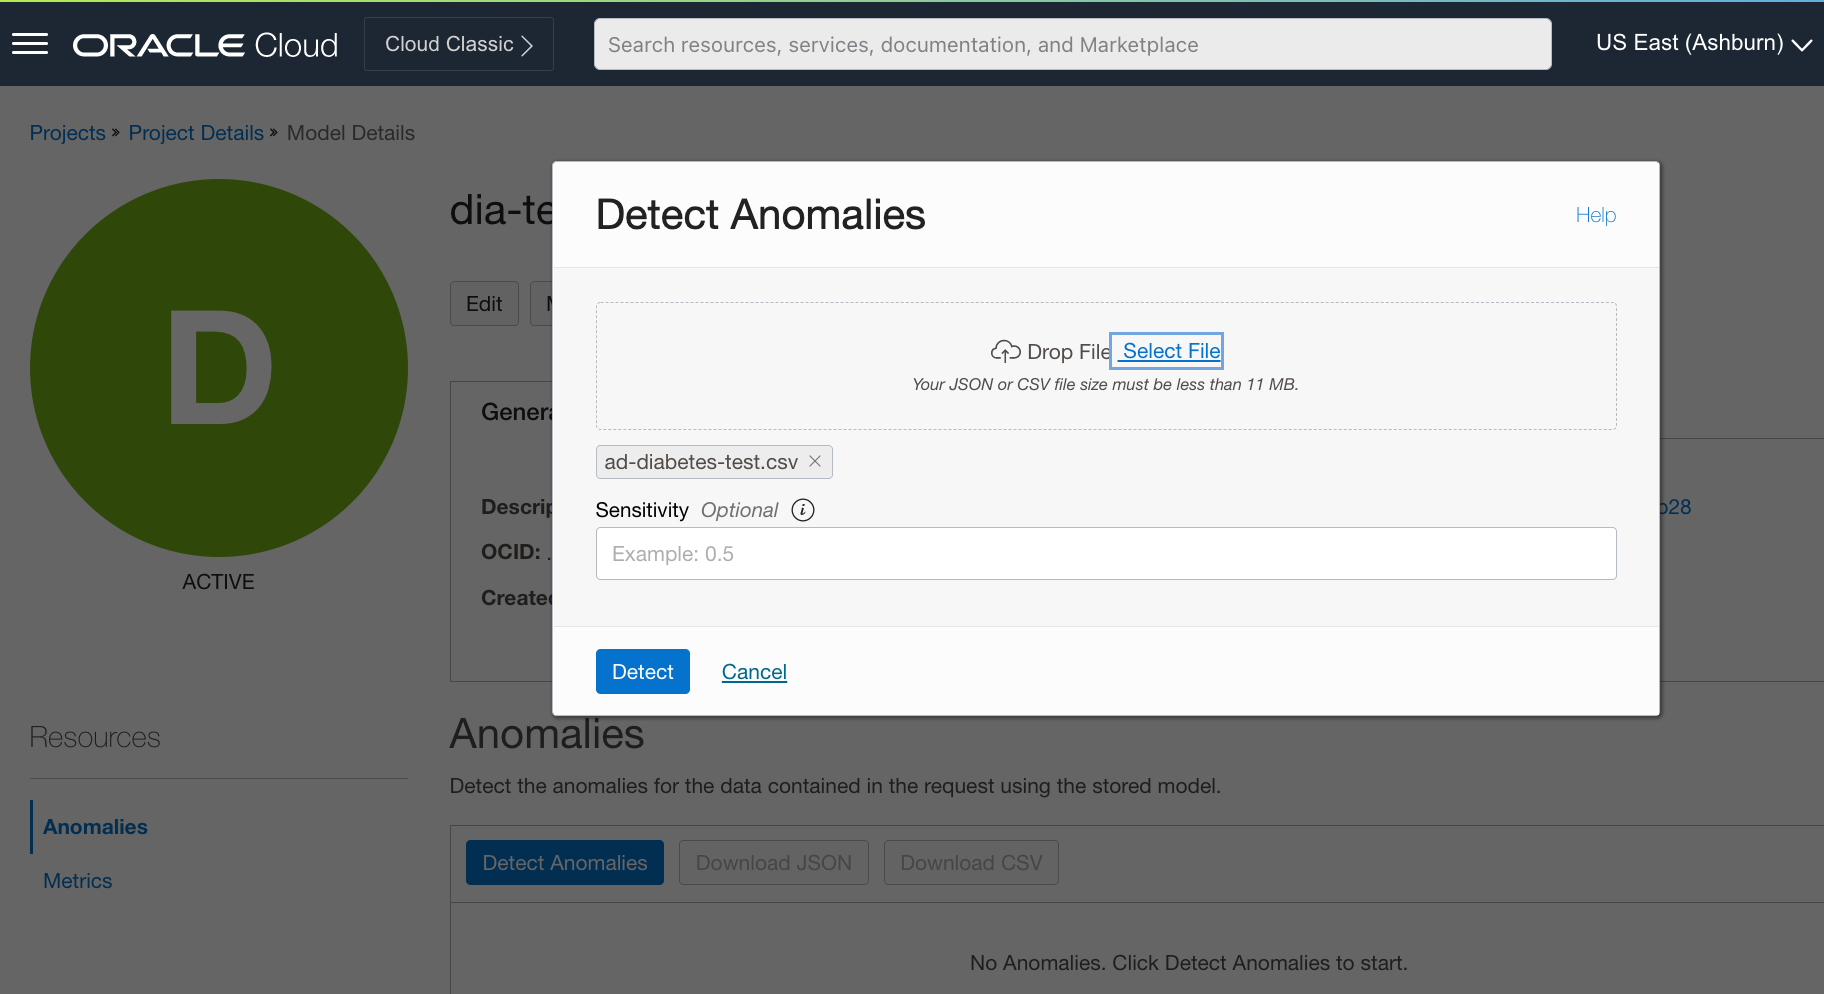 ORACLE Cloud
Cloud Classic
Search resources, services, documentation, and Marketplace
US East (Ashburn)
Projects » Project Details » Model Details
D
ACTIVE
dia-te
Edit
Detect Anomalies
Help
Drop File Select File
Your JSON or CSV file size must be less than 11 MB.
ad-diabetes-test.csv
Sensitivity Optional
Example: 0.5
Detect
Cancel
Genera
Descrip
OCID: .
Created
o28
Resources
Anomalies
Metrics
Anomalies
Detect the anomalies for the data contained in the request using the stored model.
Detect Anomalies
Download JSON
Download CSV
No Anomalies. Click Detect Anomalies to start.